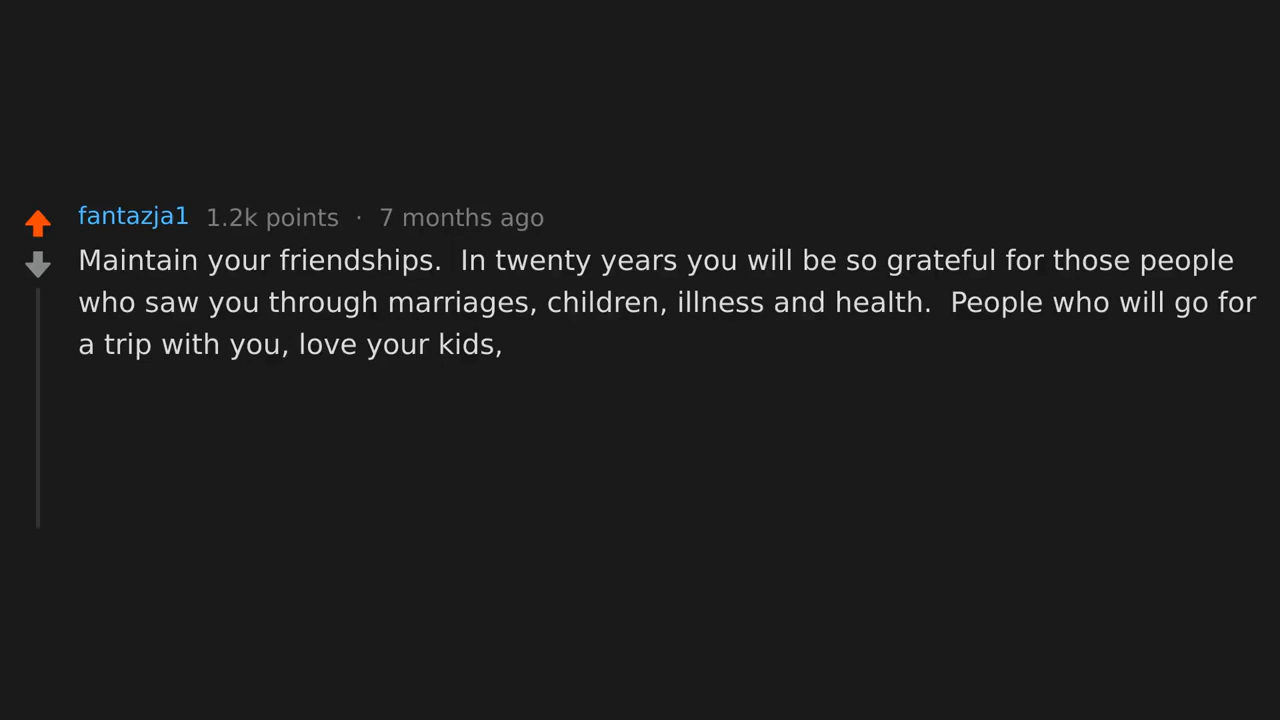 fantazja1 1.2k points · 7 months ago
Maintain your friendships.  In twenty years you will be so grateful for those people
who saw you through marriages, children, illness and health.  People who will go for
a trip with you, love your kids,